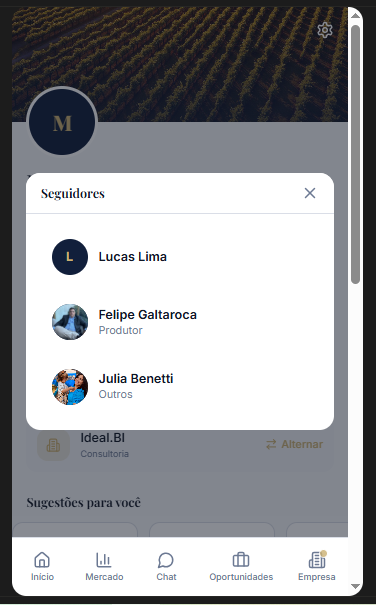 M
Seguidores
L
Lucas Lima
Felipe Galtaroca
Produtor
Julia Benetti
Outros
Ideal.BI
Consultoria
Alternar
Sugestões para você
Início
Mercado
Chat
Oportunidades
Empresa